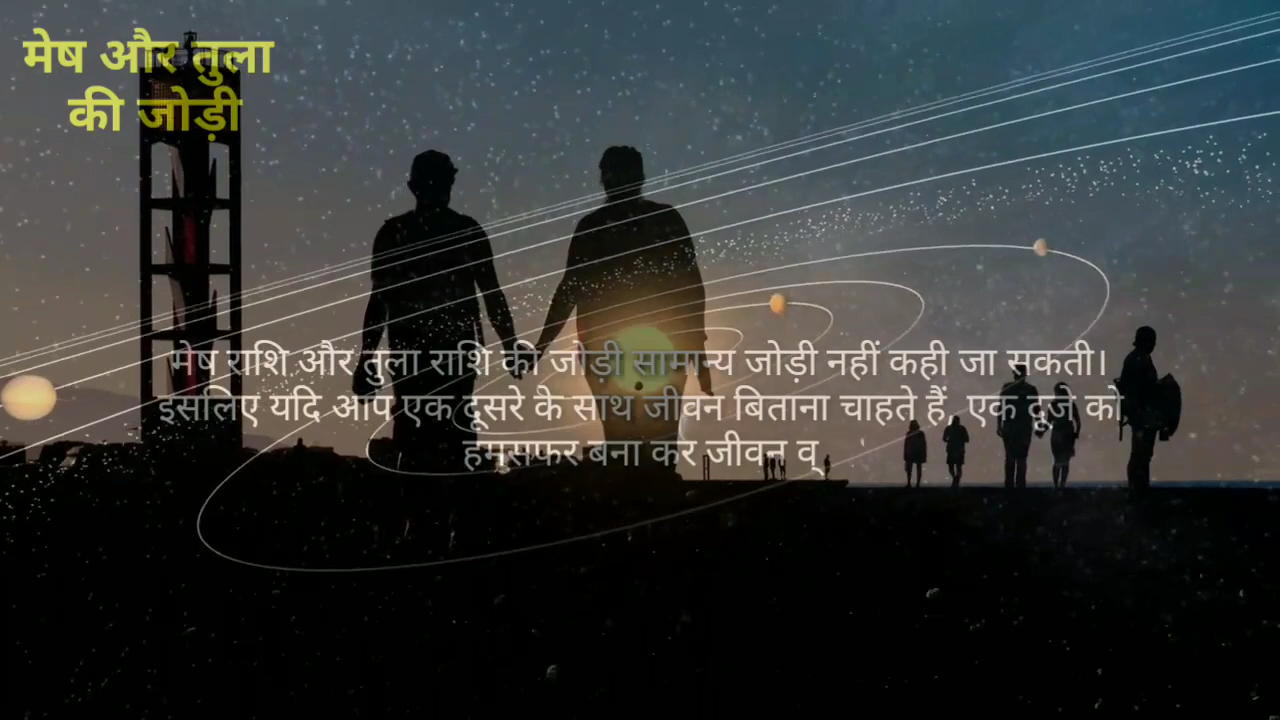 मेष और तुला
की जोड़ी
मेष राशि और तुला राशि की जोडी सामान्य जोड़ी नहीं कही जा सकती।
इसलिए यदि आप एक दूसरे के साथ जीवन बिताना चाहते हैं, एक दूजे को
हमसफर बना कर जीवन व्